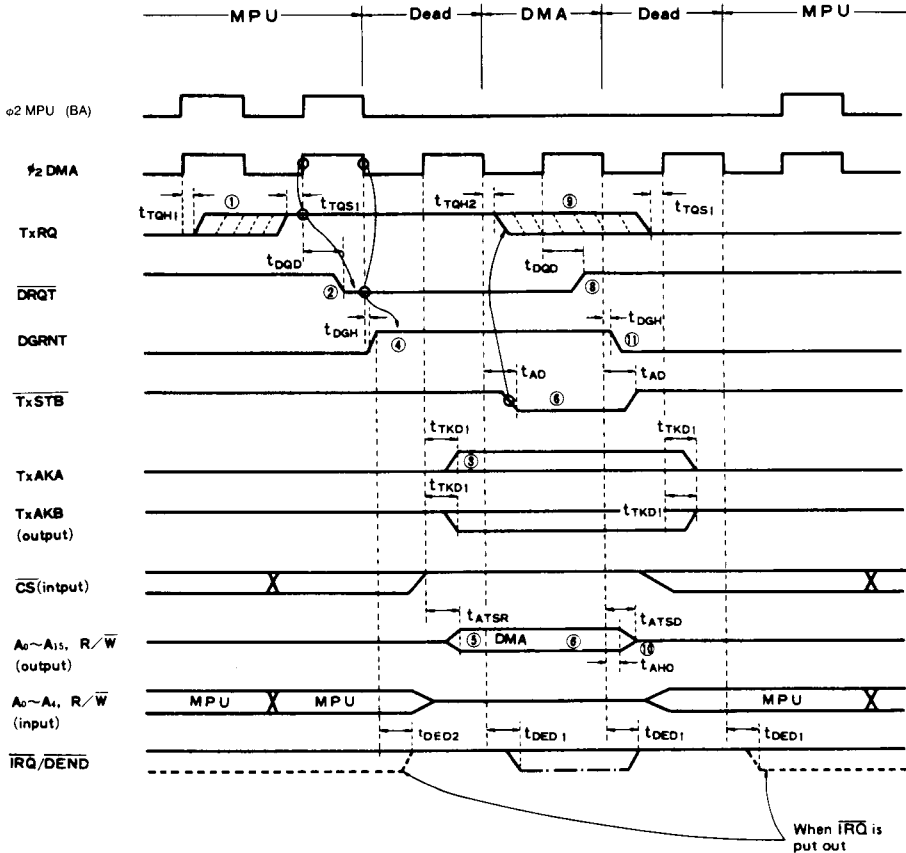 MPU Dead DMA Dead MPU
φ2 MPU (BA)
φ2 DMA
tTQH1 ① tTQS1 tTQH2 ⑨ tTQS1
TxRQ
tDQD tDQD
DRQT ② ⑧
tDGH tDGH
DGRNT ④ ⑪
tAD tAD
TxSTB ⑥
tTKD1 tTKD1
TxAKA ③
tTKD1 tTKD1
TxAKB
(output)
CS(intput)
tATSR tATSD
A0~A15, R/W ⑤ DMA ⑥ ⑩
(output)
tAHO
A0~A4, R/W MPU MPU MPU
(input)
tDED2 tDED1 tDED1 tDED1
IRQ/DEND
When IRQ is
put out